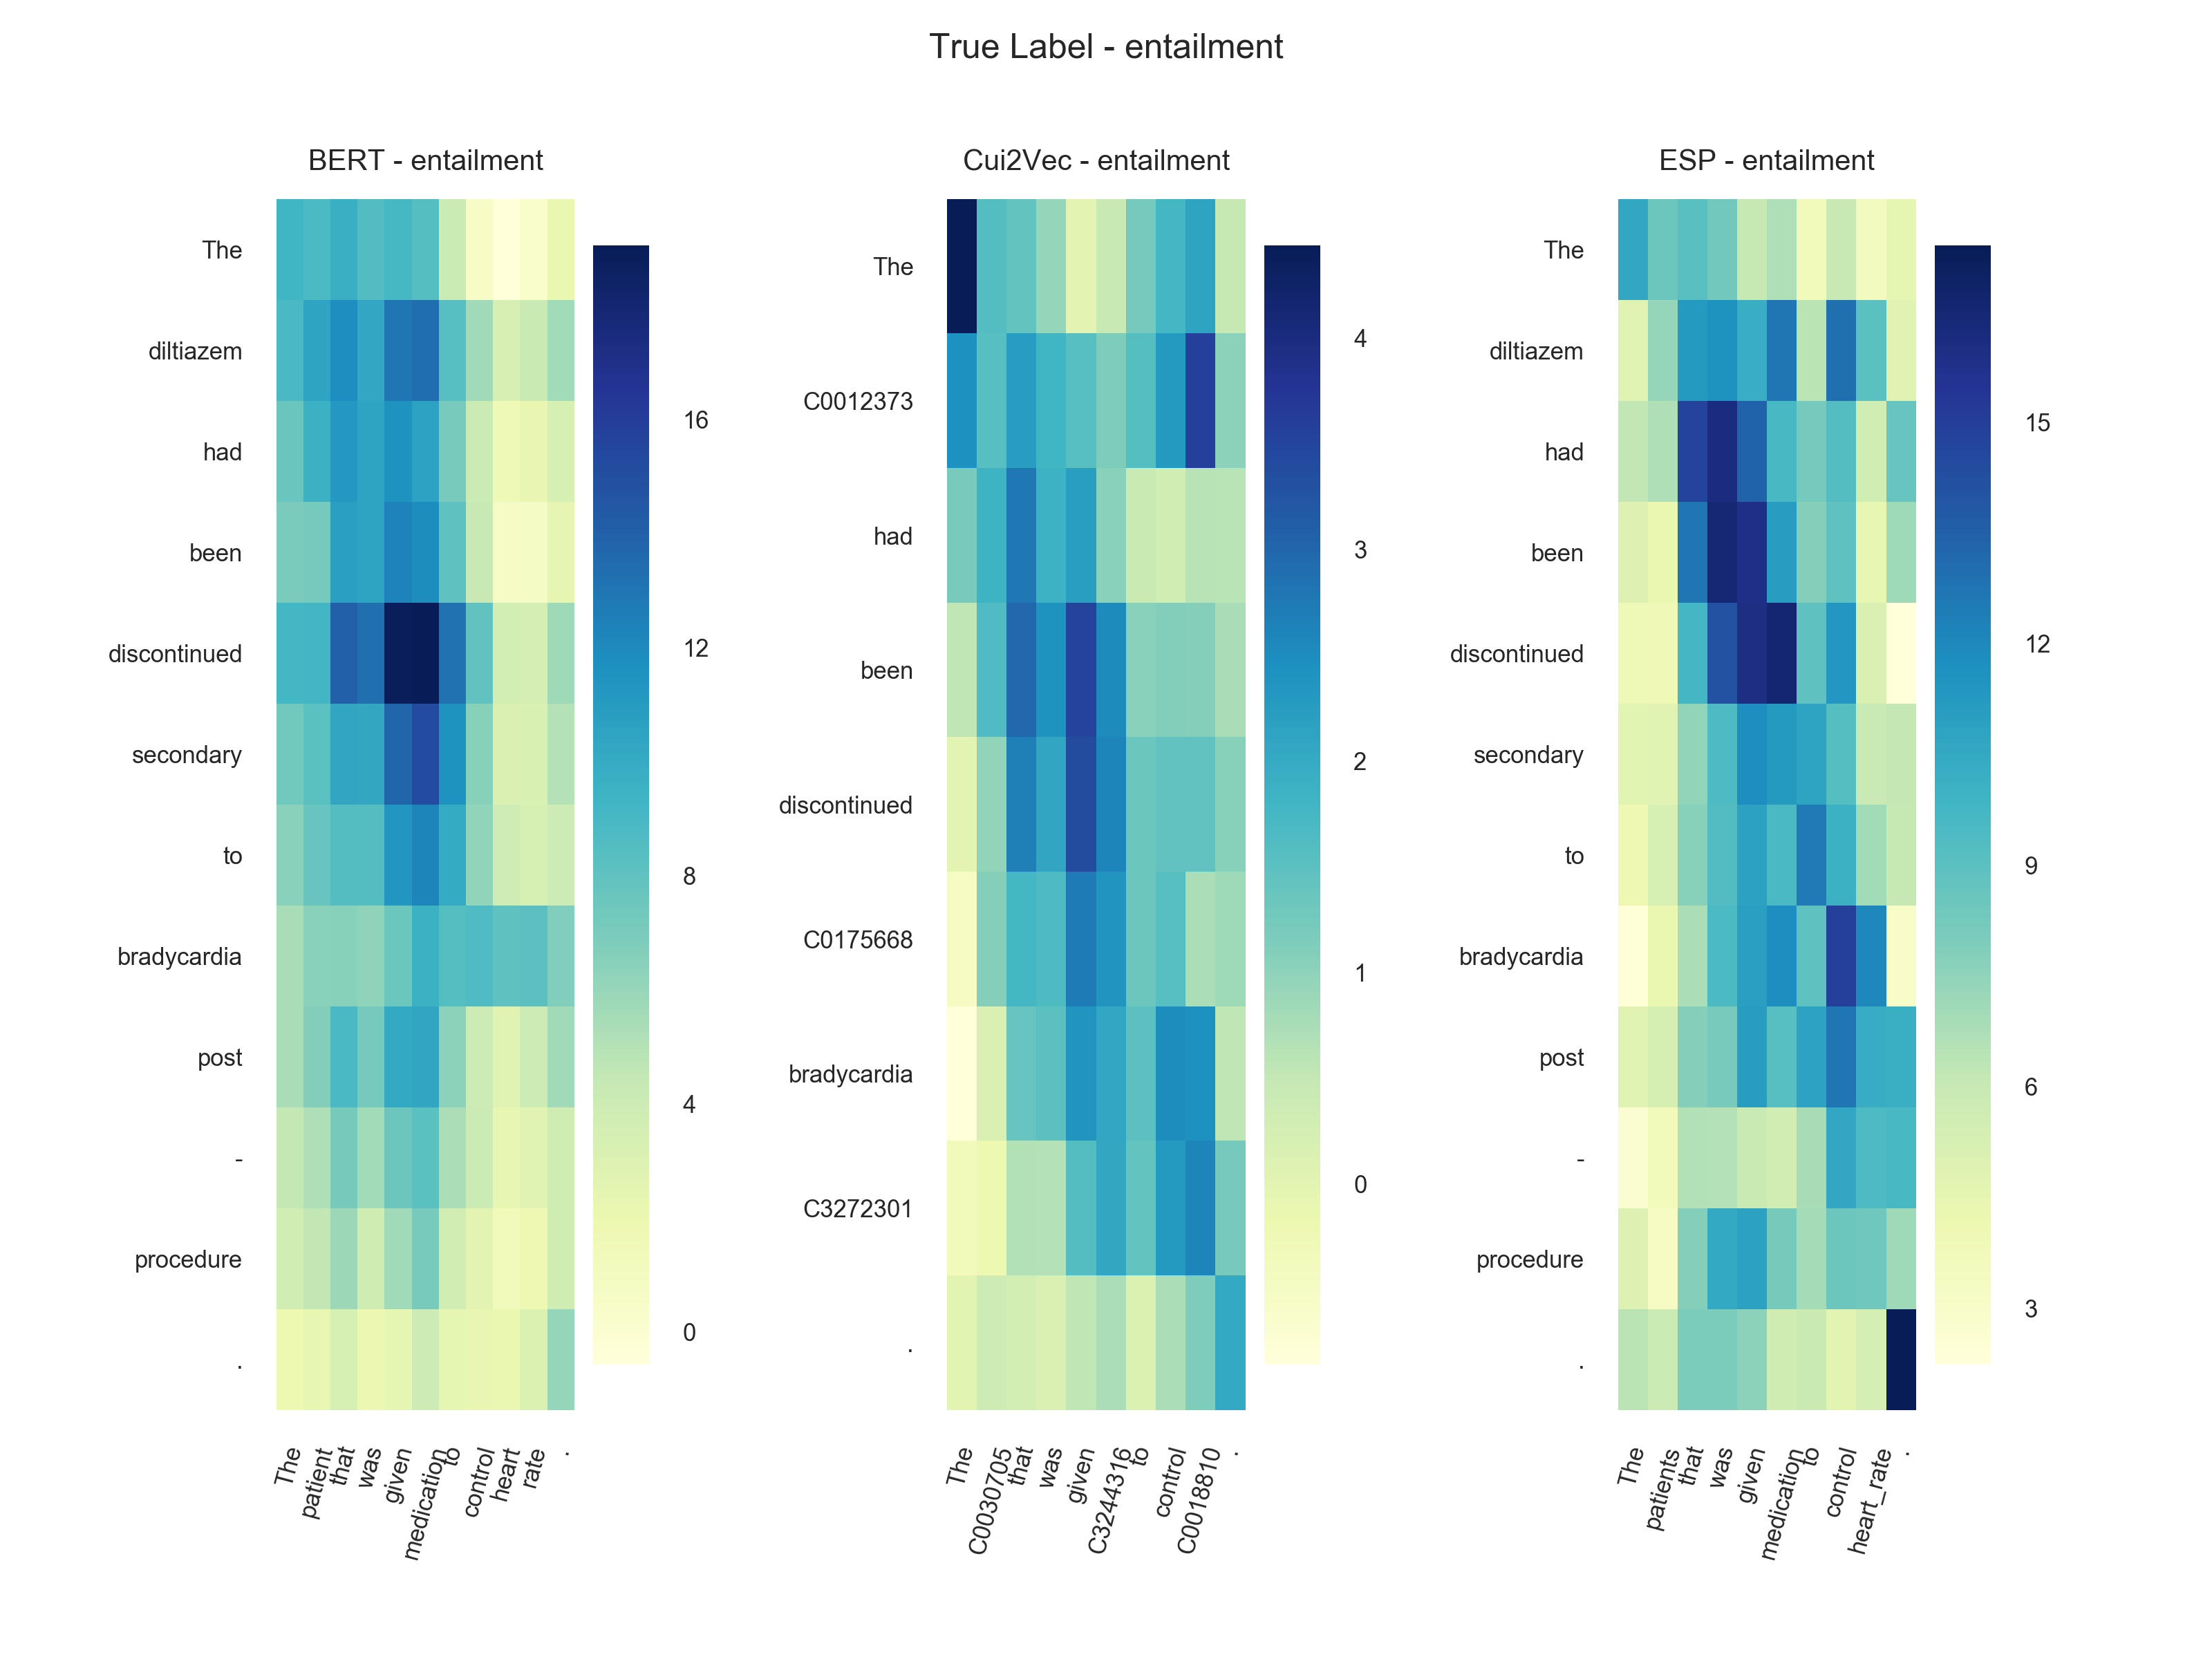 True Label - entailment
BERT - entailment
The
diltiazem
had
been
discontinued
secondary
to
bradycardia
post
-
procedure
.
The
patient
that
was
given
medication
to
control
heart
rate
.
16
12
8
4
0
Cui2Vec - entailment
The
C0012373
had
been
discontinued
C0175668
bradycardia
C3272301
.
The
C0030705
that
was
given
C3244316
to
control
C0018810
.
4
3
2
1
0
ESP - entailment
The
diltiazem
had
been
discontinued
secondary
to
bradycardia
post
-
procedure
.
The
patients
that
was
given
medication
to
control
heart_rate
.
15
12
9
6
3